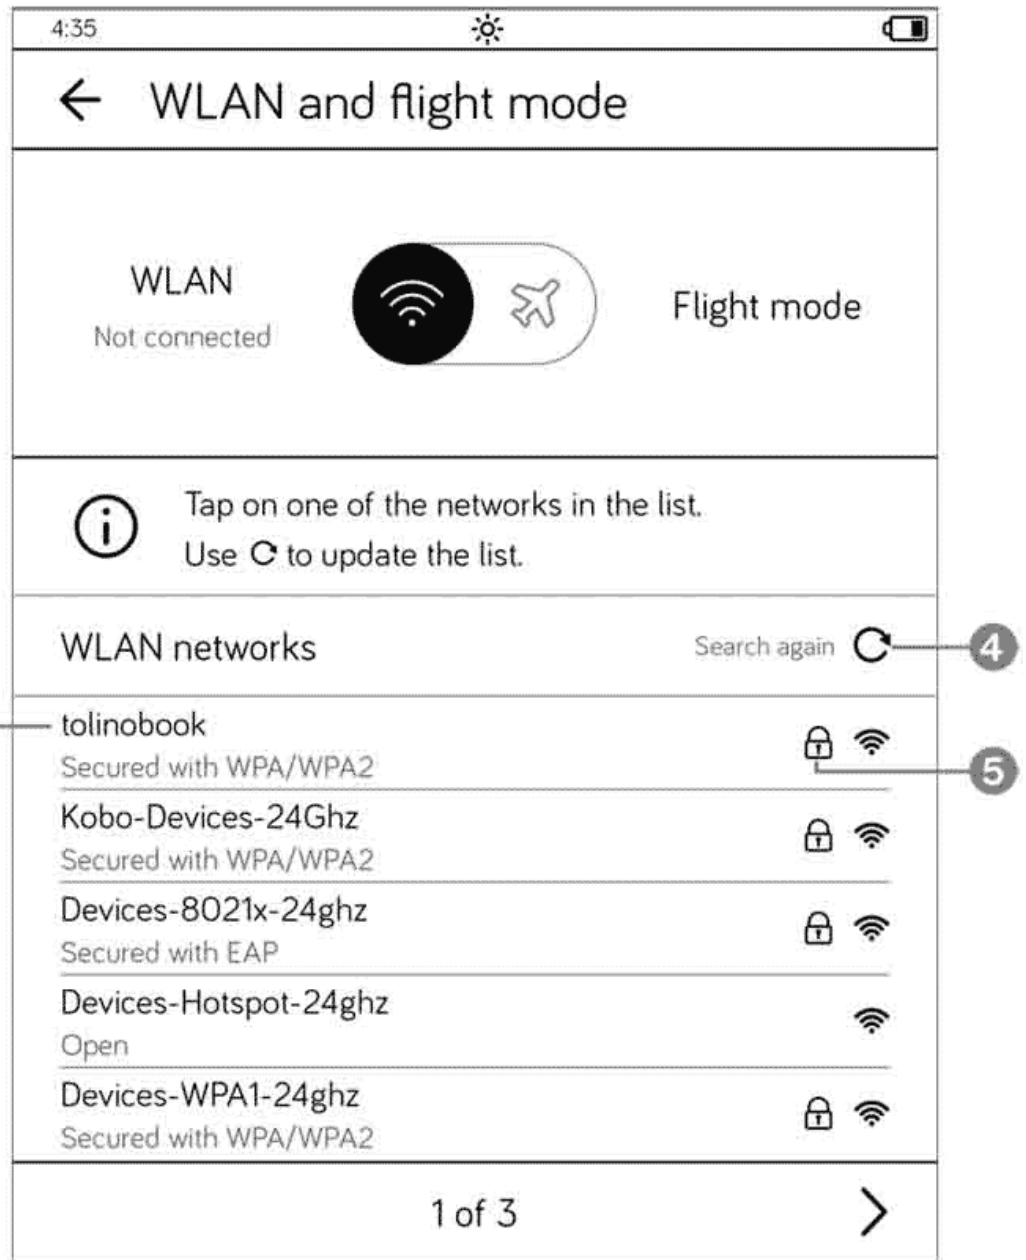 4:35
WLAN and flight mode
WLAN
Not connected
Flight mode
Tap on one of the networks in the list.
Use to update the list.
WLAN networks
Search again
4
tolinobook
Secured with WPA/WPA2
5
Kobo-Devices-24Ghz
Secured with WPA/WPA2
Devices-8021x-24ghz
Secured with EAP
Devices-Hotspot-24ghz
Open
Devices-WPA1-24ghz
Secured with WPA/WPA2
1 of 3